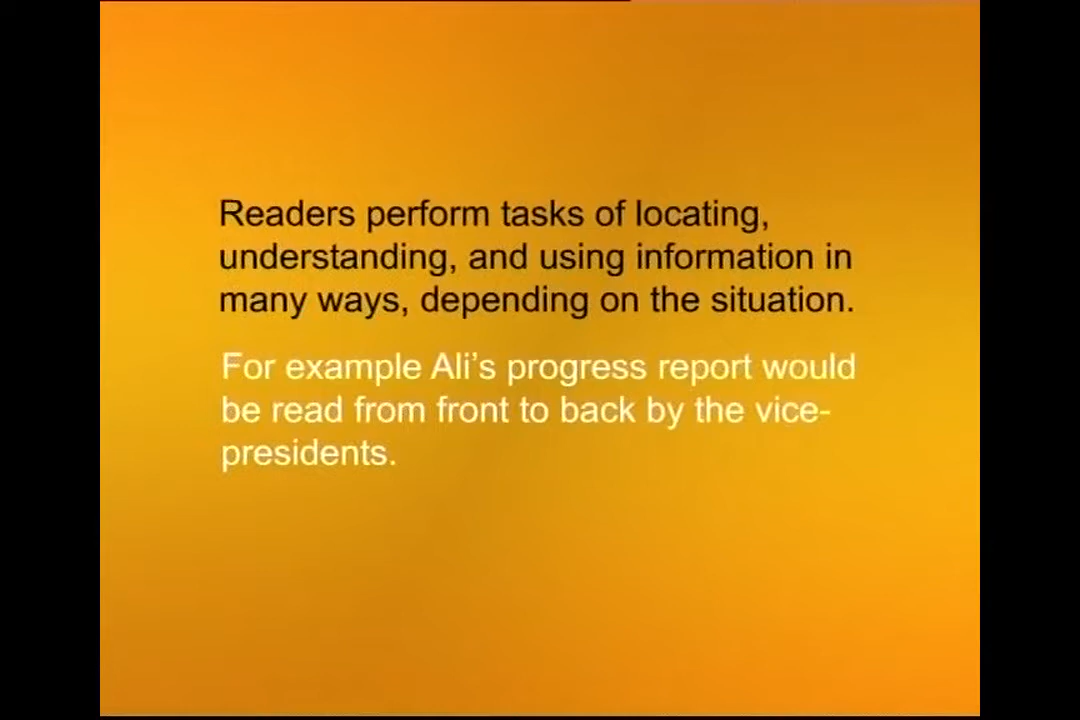 Readers perform tasks of locating,
understanding, and using information in
many ways, depending on the situation.
For example Ali's progress report would
be read from front to back by the vice-
presidents.